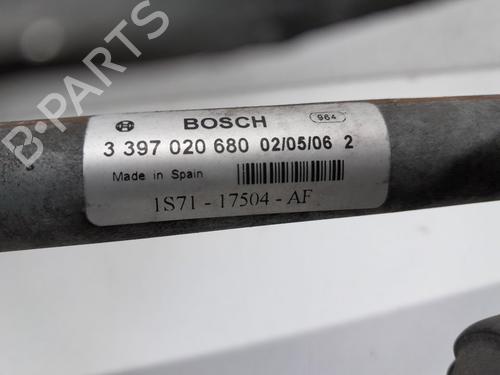 B-PARTS
BOSCH
964
3 397 020 680 02/05/06 2
Made in Spain
1S71 - 17504 - AF